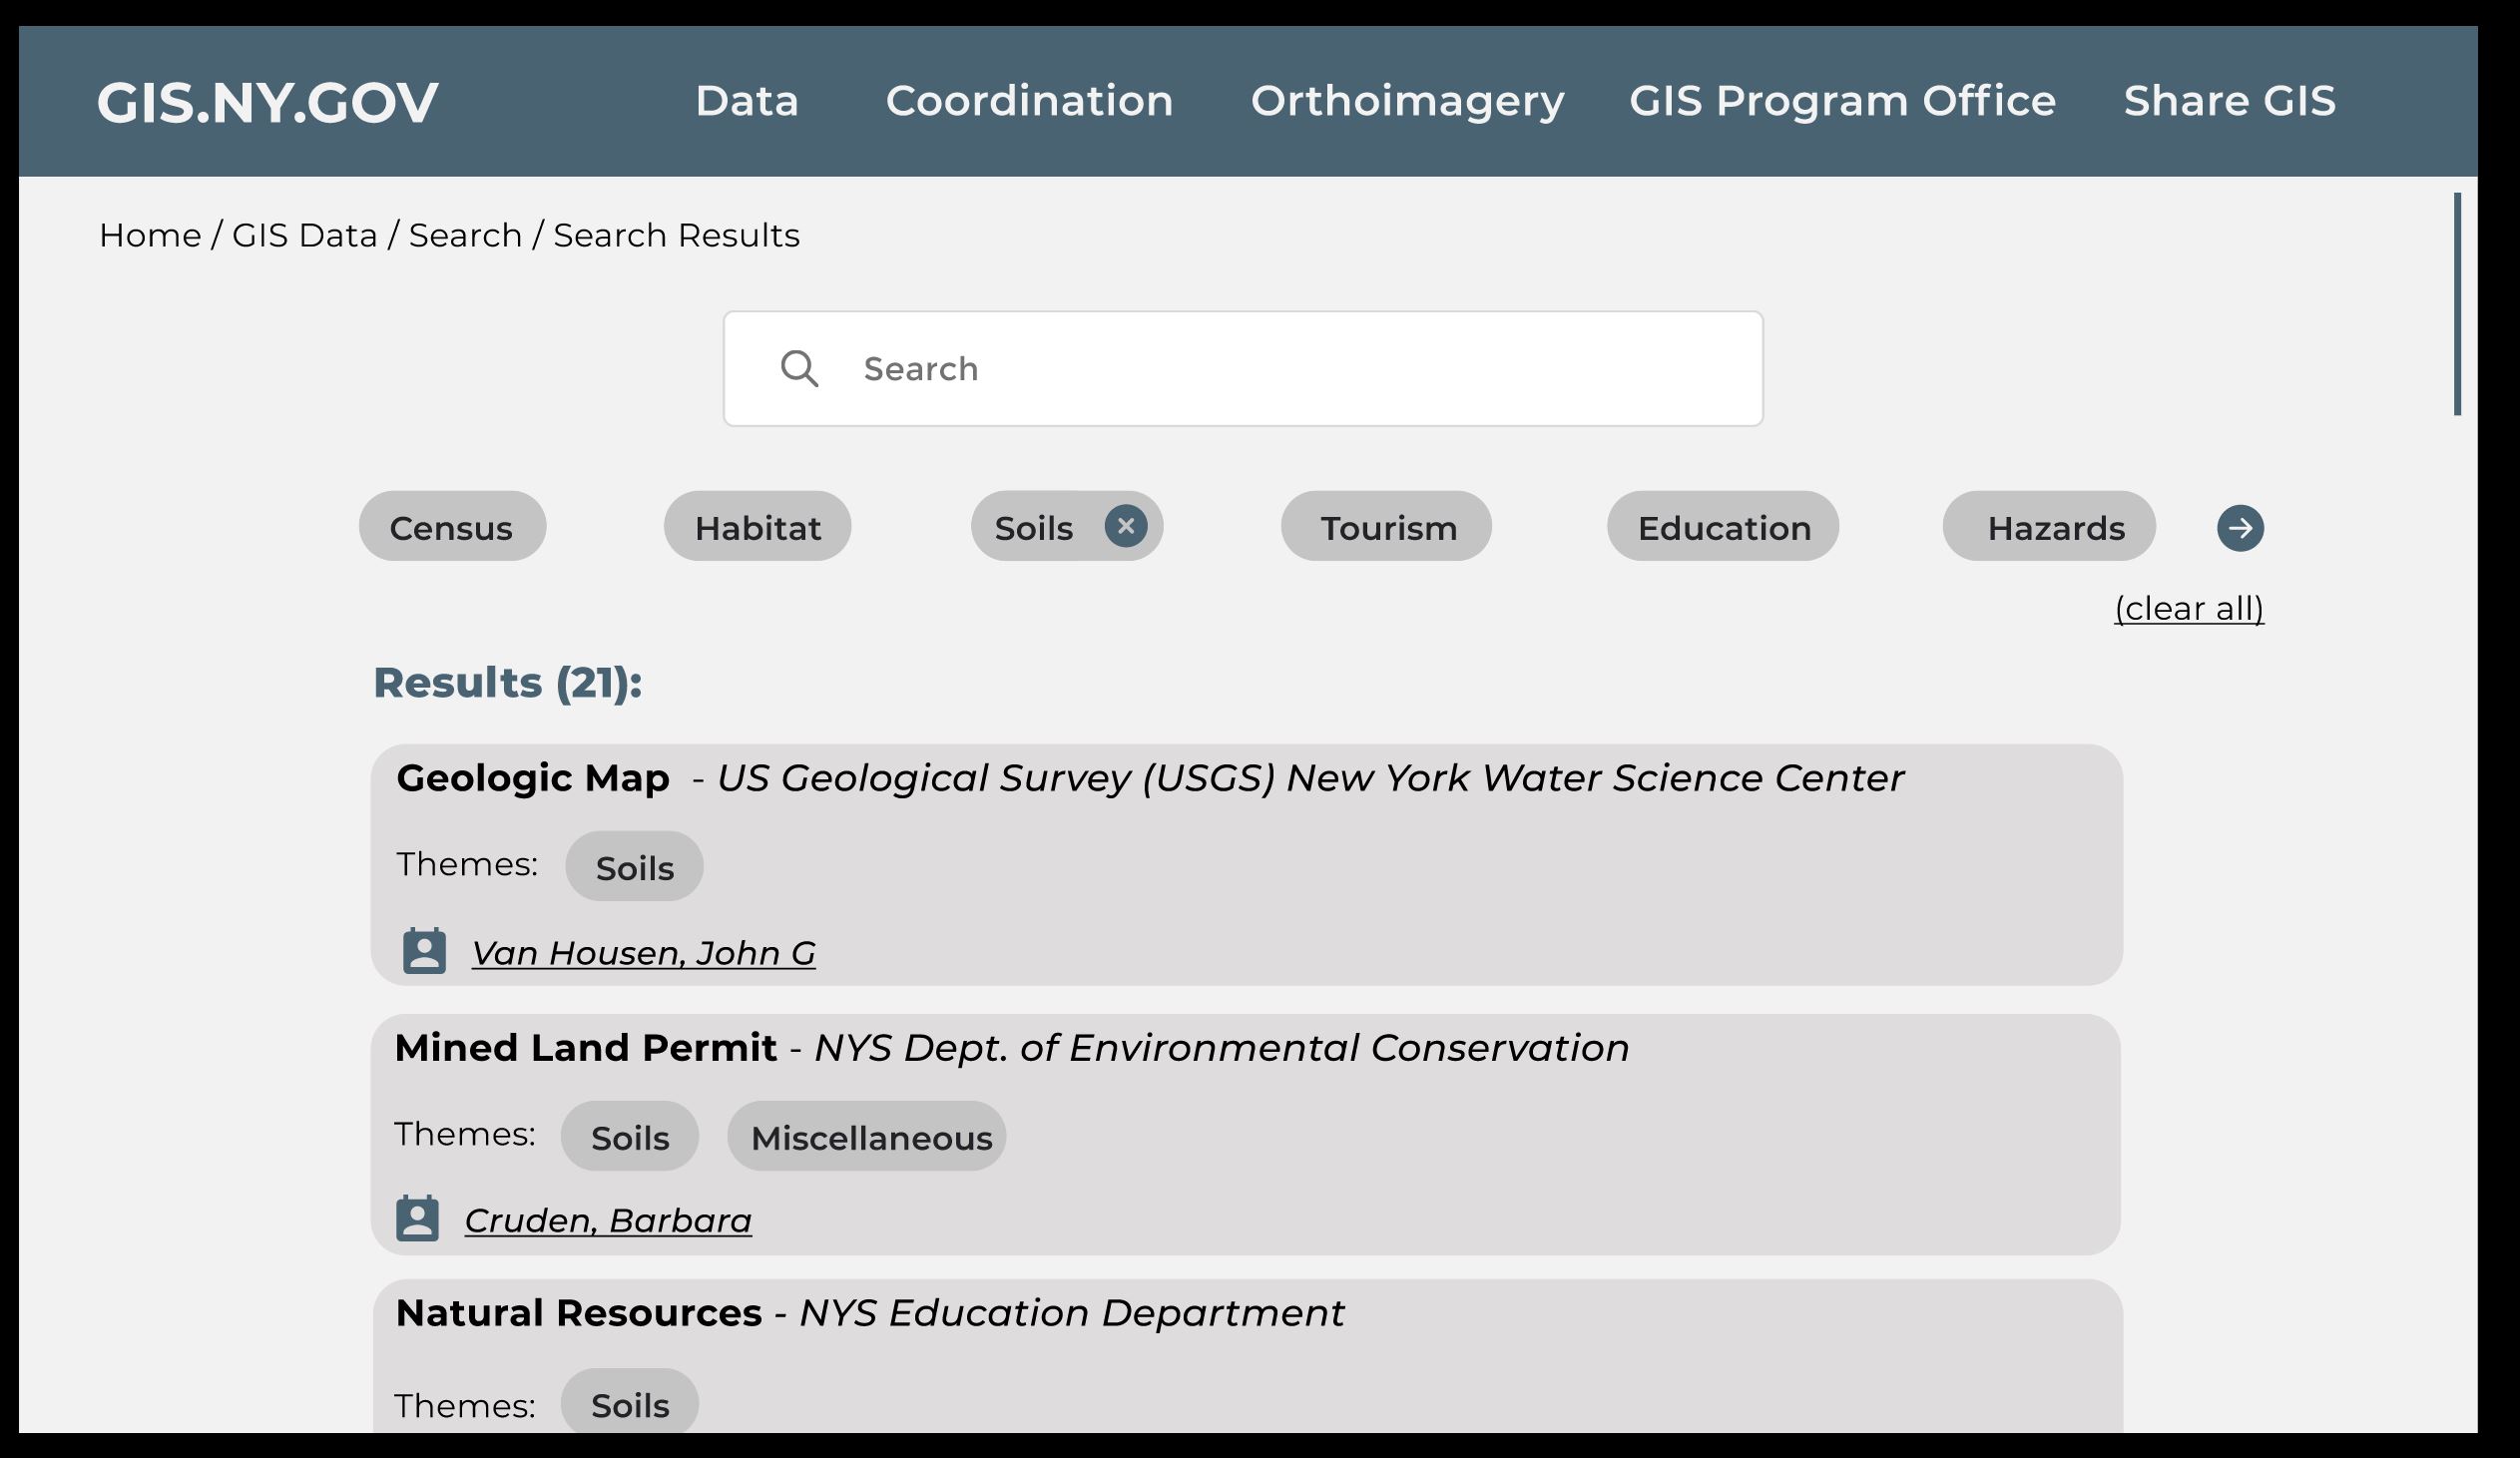 GIS.NY.GOV Data Coordination Orthoimagery GIS Program Office Share GIS
Home / GIS Data / Search / Search Results
Search
Census Habitat Soils Tourism Education Hazards
(clear all)
Results (21):
Geologic Map - US Geological Survey (USGS) New York Water Science Center
Themes: Soils
Van Housen, John G
Mined Land Permit - NYS Dept. of Environmental Conservation
Themes: Soils Miscellaneous
Cruden, Barbara
Natural Resources - NYS Education Department
Themes: Soils